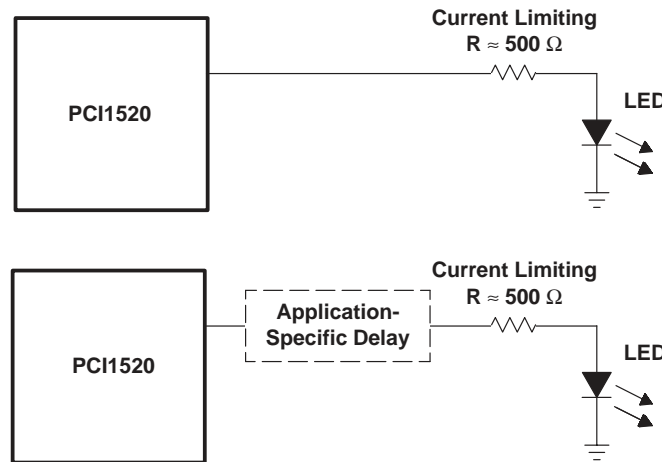 Current Limiting
R ≈ 500 Ω
LED
PCI1520
Current Limiting
R ≈ 500 Ω
Application-
Specific Delay
LED
PCI1520